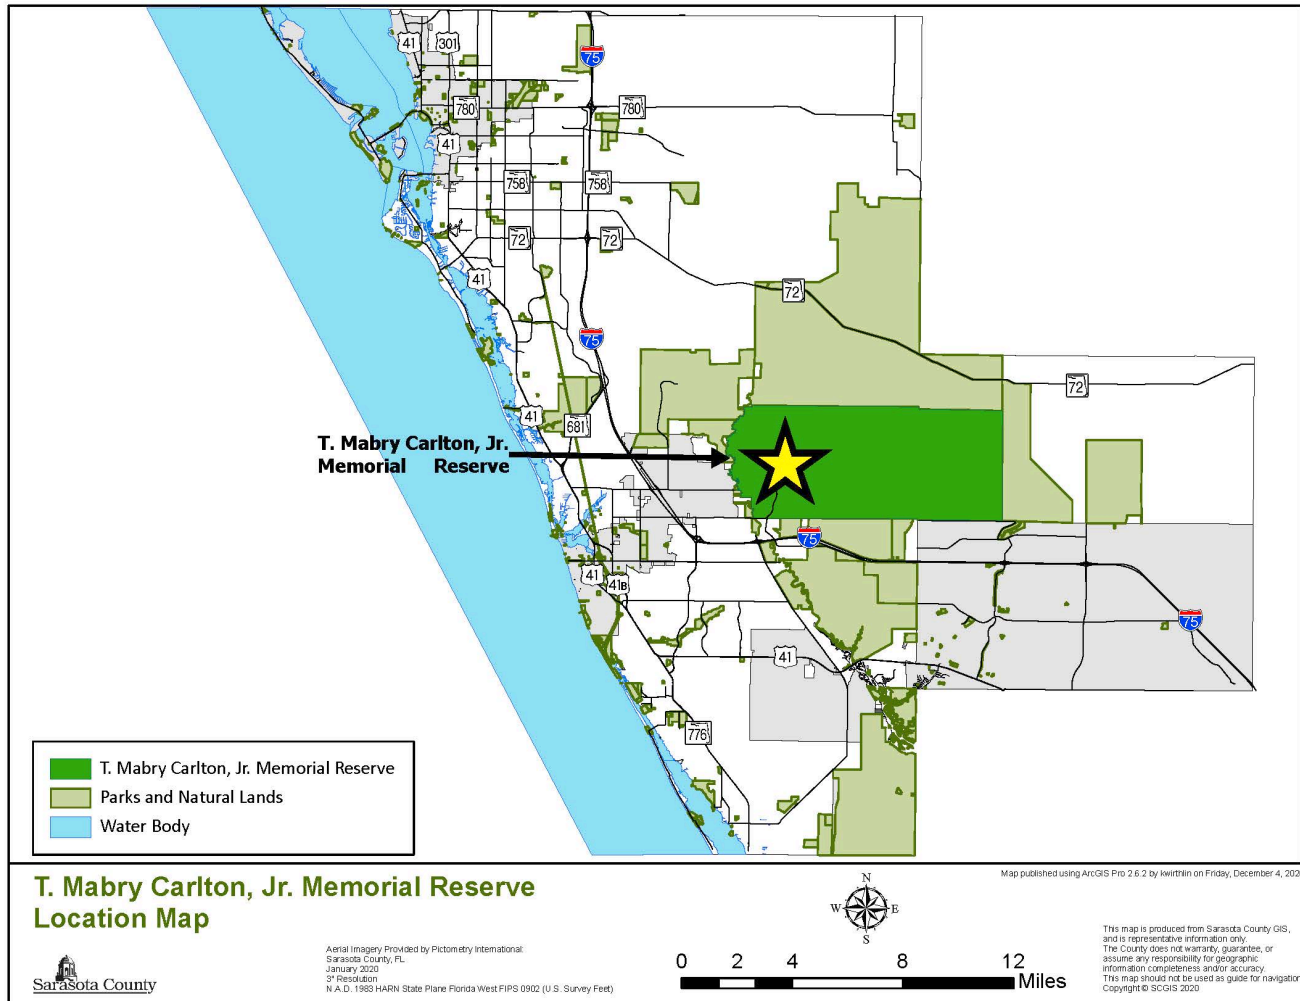 41
301
75
780
780
41
758
758
72
72
41
72
75
72
41
681
T. Mabry Carlton, Jr.
Memorial Reserve
75
41
41B
75
41
776
T. Mabry Carlton, Jr. Memorial Reserve
Parks and Natural Lands
Water Body
T. Mabry Carlton, Jr. Memorial Reserve
Location Map
Sarasota County
Aerial Imagery Provided by Pictometry International
Sarasota County, FL
January 2020
3" Resolution
N.A.D. 1983 HARN State Plane Florida West FIPS 0902 (U.S. Survey Feet)
N
W E
S
0 2 4 8 12
Miles
Map published using ArcGIS Pro 2.6.2 by kwirthlin on Friday, December 4, 202
This map is produced from Sarasota County GIS,
and is representative information only.
The County does not warranty, guarantee, or
assume any responsibility for geographic
information completeness and/or accuracy.
This map should not be used as guide for navigation
Copyright © SCGIS 2020